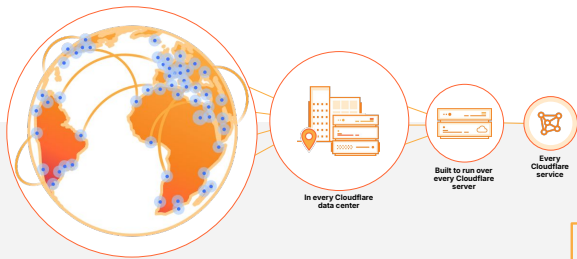 In every Cloudflare
data center
Built to run over
every Cloudflare
server
Every
Cloudflare
service